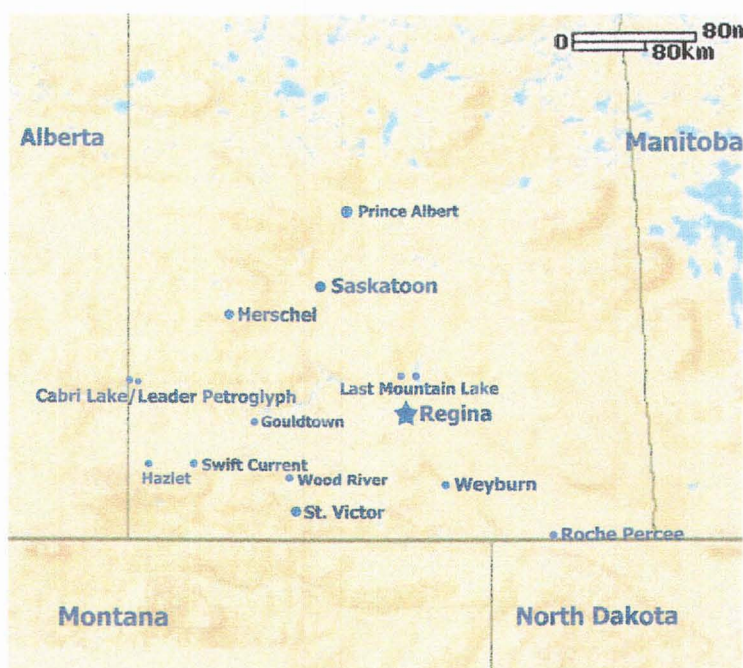 0 80m
80km
Alberta
Manitoba
Prince Albert
Saskatoon
Herschel
Last Mountain Lake
Cabri Lake/Leader Petroglyph
Regina
Gouldtown
Swift Current
Hazlet
Wood River
Weyburn
St. Victor
Roche Percee
Montana
North Dakota